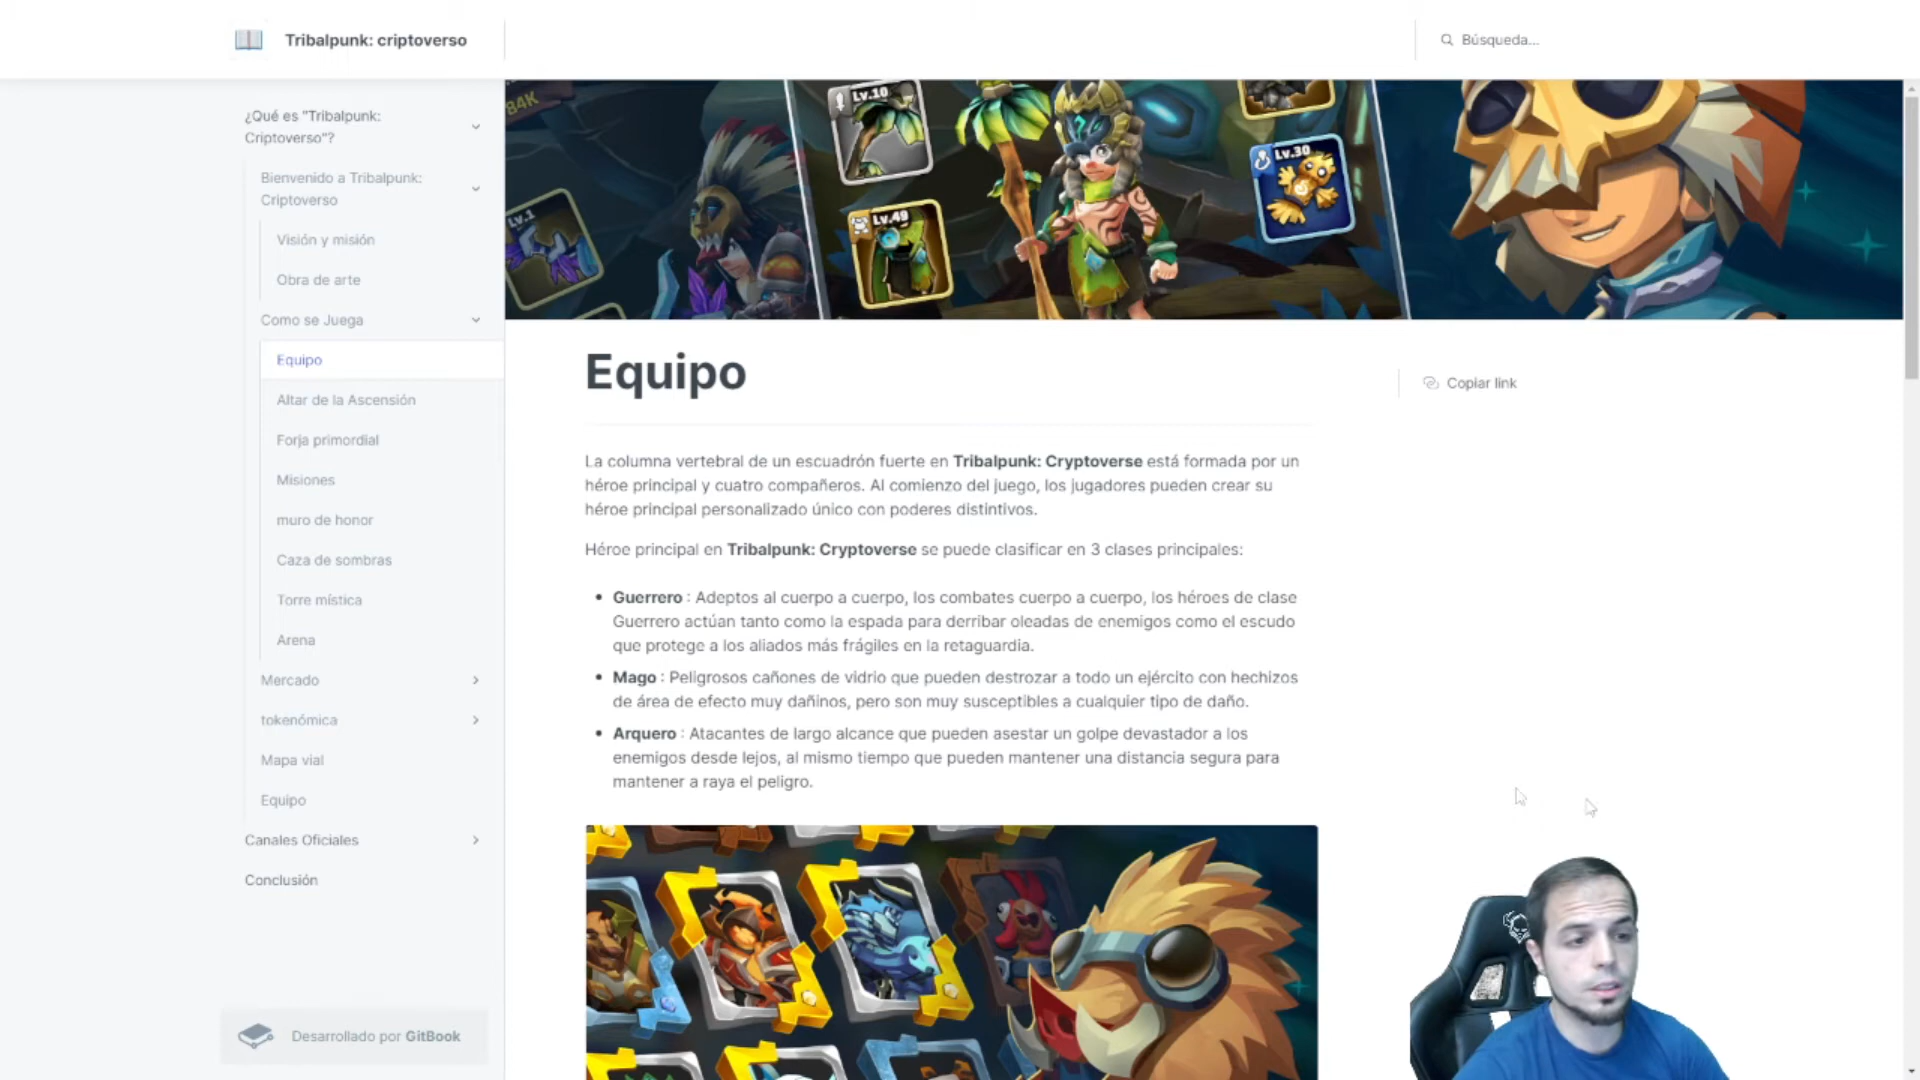 Tribalpunk: criptoverso
Búsqueda...
¿Qué es "Tribalpunk:
Criptoverso"?
Bienvenido a Tribalpunk:
Criptoverso
Visión y misión
Obra de arte
Como se Juega
Equipo
Altar de la Ascensión
Forja primordial
Misiones
muro de honor
Caza de sombras
Torre mística
Arena
Mercado
tokenómica
Mapa vial
Equipo
Canales Oficiales
Conclusión
Desarrollado por GitBook
84K
Lv.1
Lv.10
Lv.49
Lv.30
Equipo
Copiar link
La columna vertebral de un escuadrón fuerte en Tribalpunk: Cryptoverse está formada por un
héroe principal y cuatro compañeros. Al comienzo del juego, los jugadores pueden crear su
héroe principal personalizado único con poderes distintivos.
Héroe principal en Tribalpunk: Cryptoverse se puede clasificar en 3 clases principales:
• Guerrero : Adeptos al cuerpo a cuerpo, los combates cuerpo a cuerpo, los héroes de clase
Guerrero actúan tanto como la espada para derribar oleadas de enemigos como el escudo
que protege a los aliados más frágiles en la retaguardia.
• Mago : Peligrosos cañones de vidrio que pueden destrozar a todo un ejército con hechizos
de área de efecto muy dañinos, pero son muy susceptibles a cualquier tipo de daño.
• Arquero : Atacantes de largo alcance que pueden asestar un golpe devastador a los
enemigos desde lejos, al mismo tiempo que pueden mantener una distancia segura para
mantener a raya el peligro.